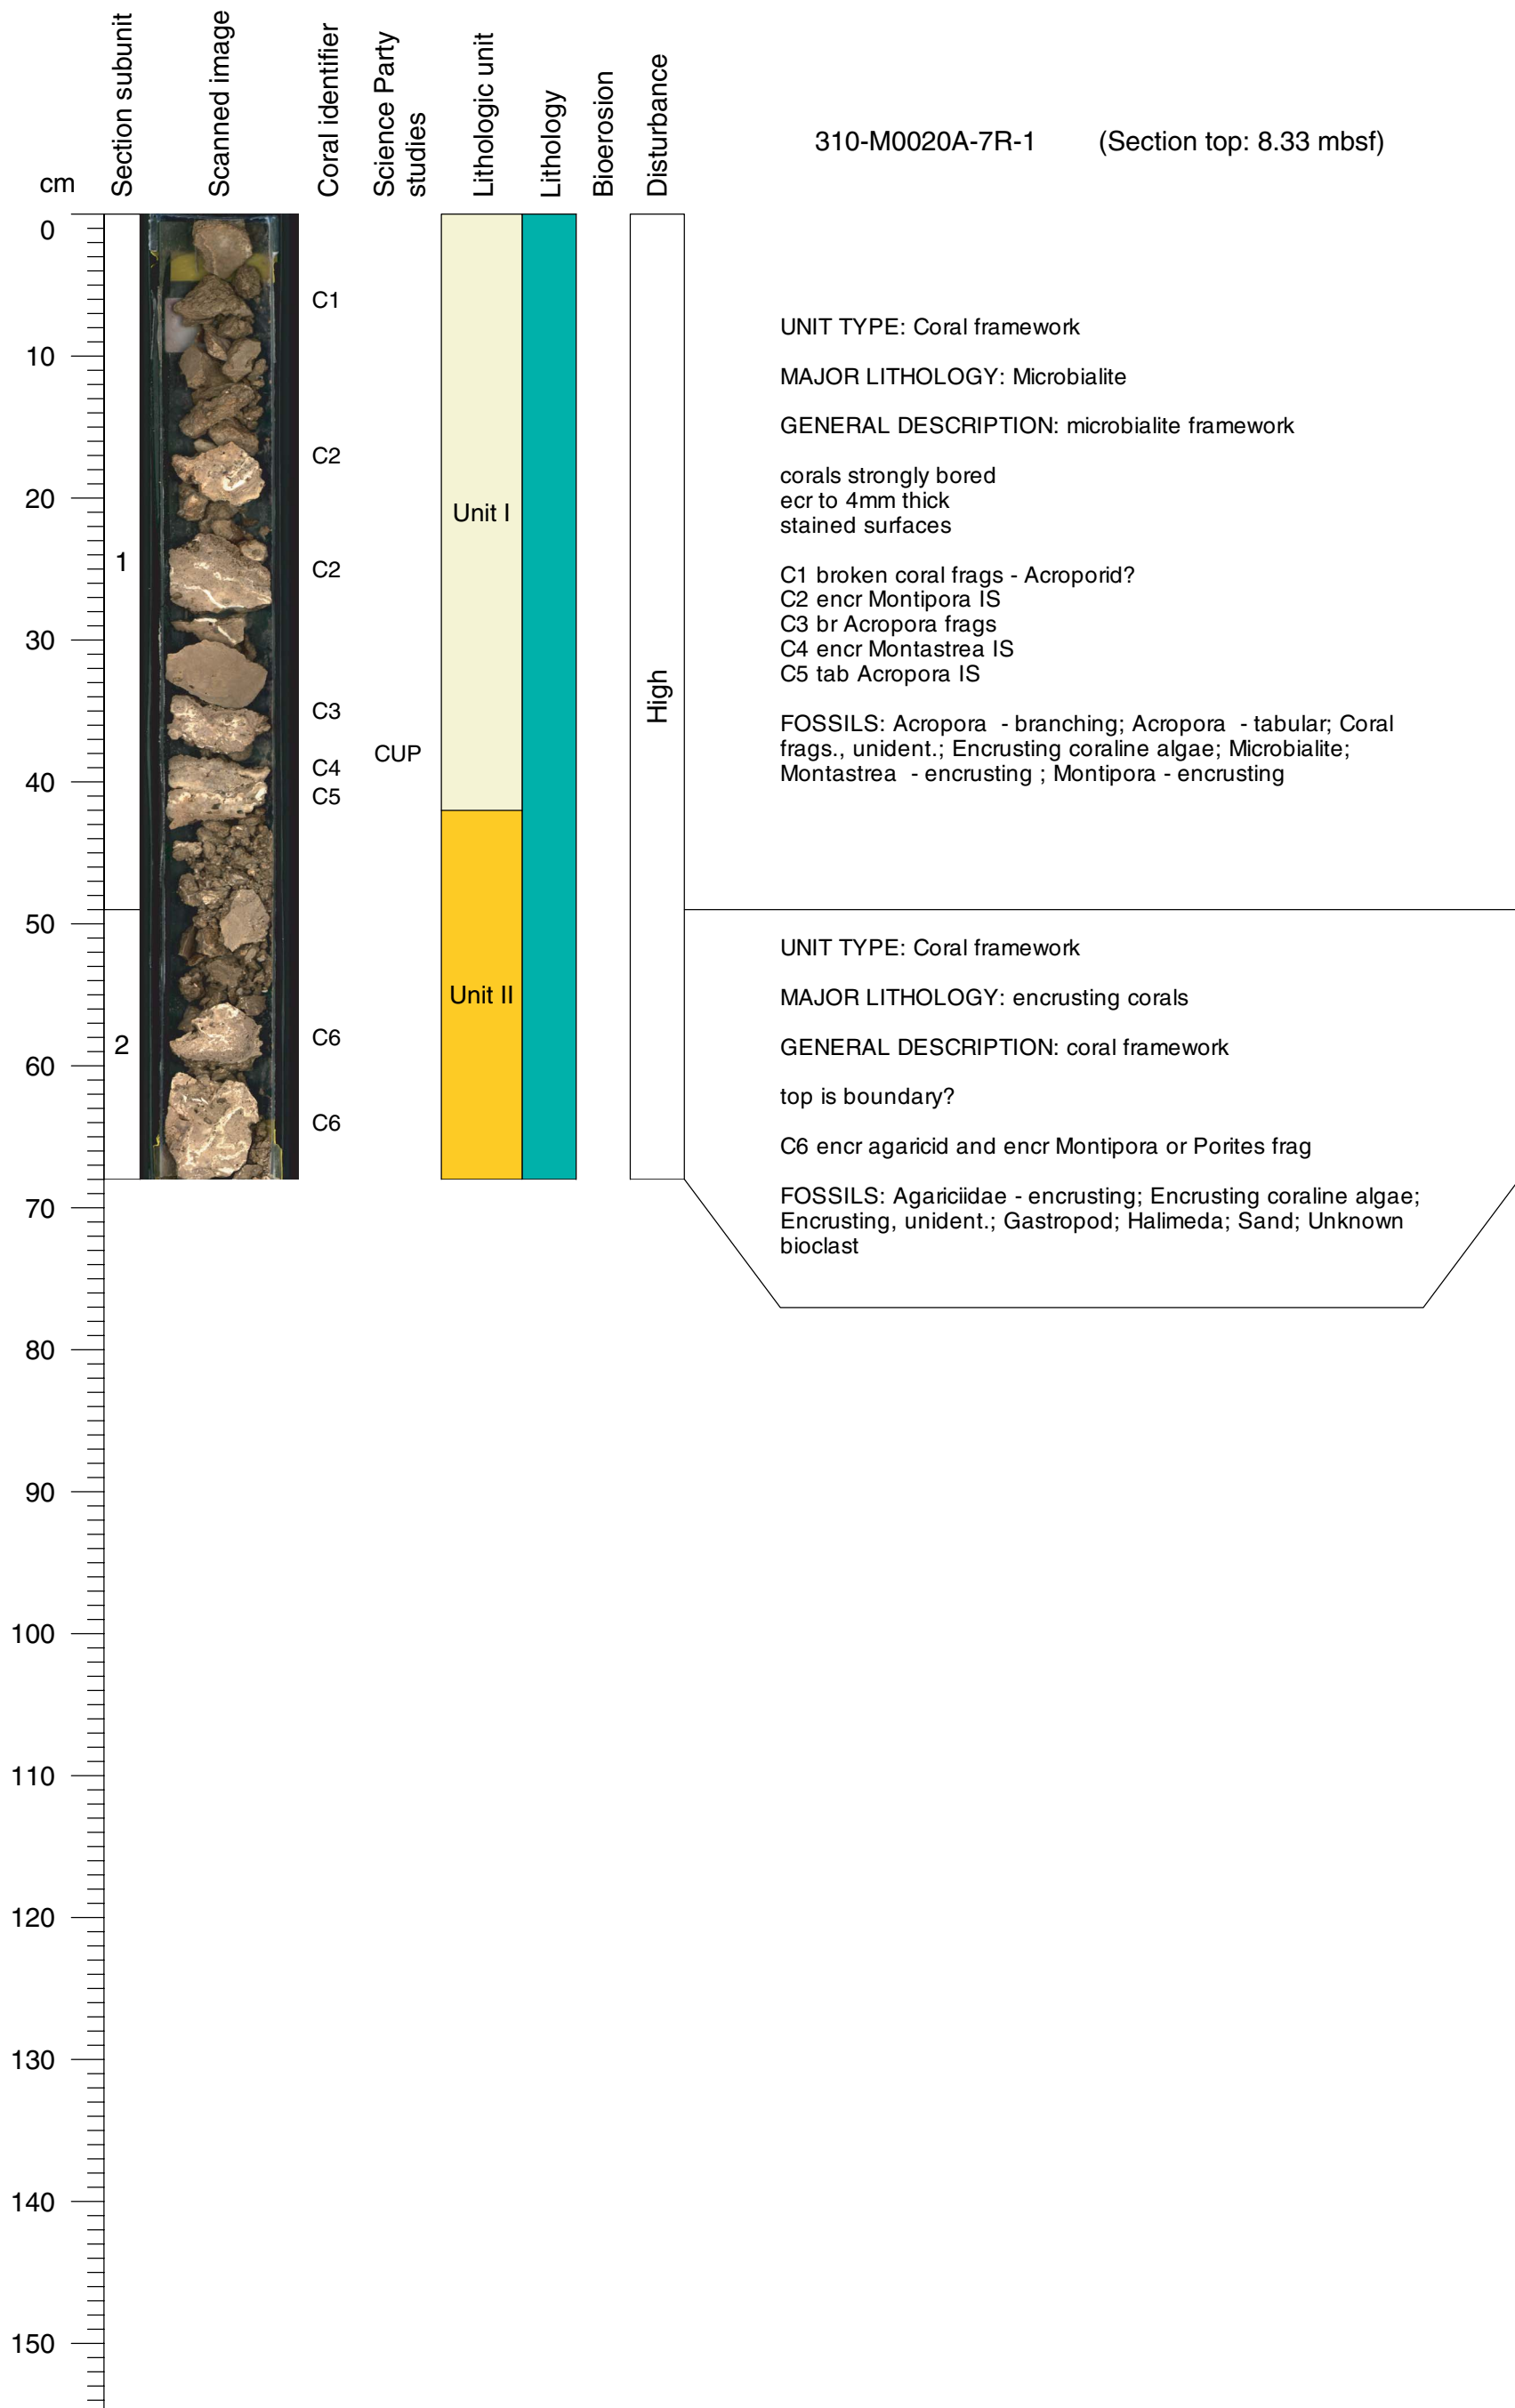 Section subunit
Scanned image
Coral identifier
Science Party
studies
Lithologic unit
Lithology
Bioerosion
Disturbance
310-M0020A-7R-1 (Section top: 8.33 mbsf)
cm
0
10
20
30
40
50
60
70
80
90
100
110
120
130
140
150
1
2
C1
C2
C2
C3
C4
C5
C6
C6
CUP
Unit I
Unit II
High
UNIT TYPE: Coral framework
MAJOR LITHOLOGY: Microbialite
GENERAL DESCRIPTION: microbialite framework
corals strongly bored
ecr to 4mm thick
stained surfaces
C1 broken coral frags - Acroporid?
C2 encr Montipora IS
C3 br Acropora frags
C4 encr Montastrea IS
C5 tab Acropora IS
FOSSILS: Acropora - branching; Acropora - tabular; Coral
frags., unident.; Encrusting coraline algae; Microbialite;
Montastrea - encrusting ; Montipora - encrusting
UNIT TYPE: Coral framework
MAJOR LITHOLOGY: encrusting corals
GENERAL DESCRIPTION: coral framework
top is boundary?
C6 encr agaricid and encr Montipora or Porites frag
FOSSILS: Agariciidae - encrusting; Encrusting coraline algae;
Encrusting, unident.; Gastropod; Halimeda; Sand; Unknown
bioclast